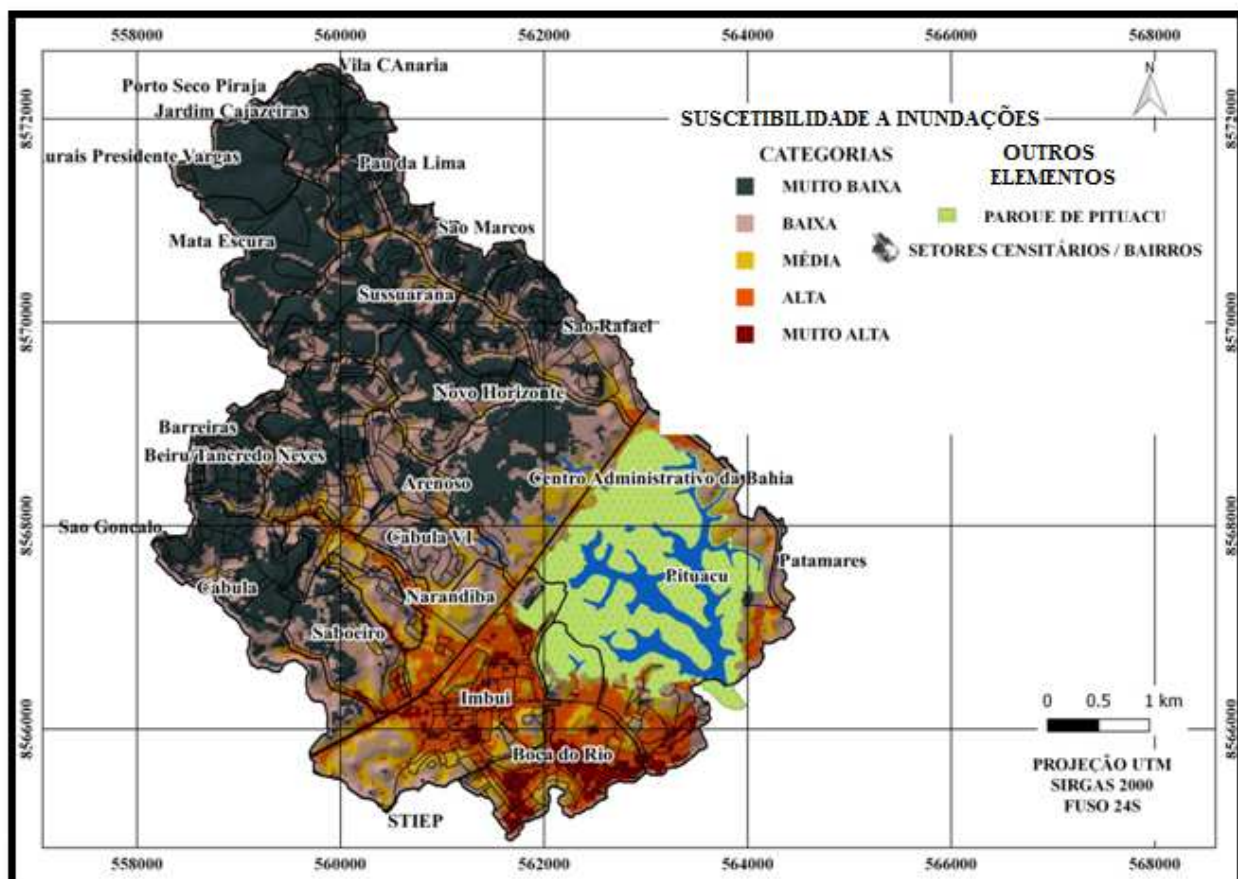 558000 560000 562000 564000 566000 568000
8572000
8570000
8568000
8566000
Vila CAnaria
Porto Seco Piraja
Jardim Cajazeiras
urais Presidente Vargas
Pau da Lima
São Marcos
Mata Escura
Sussuarana
Sao Rafael
Novo Horizonte
Barreiras
Beiru/Tancredo Neves
Arenoso
Centro Administrativo da Bahia
Sao Goncalo
Cabula VI
Patamares
Pituacu
Cabula
Narandiba
Saboeiro
Imbui
Boca do Rio
STIEP
N
SUSCETIBILIDADE A INUNDAÇÕES
CATEGORIAS
MUITO BAIXA
BAIXA
MÉDIA
ALTA
MUITO ALTA
OUTROS
ELEMENTOS
PARQUE DE PITUACU
SETORES CENSITÁRIOS / BAIRROS
0 0.5 1 km
PROJEÇÃO UTM
SIRGAS 2000
FUSO 24S
8572000
8570000
8568000
8566000
558000 560000 562000 564000 566000 568000